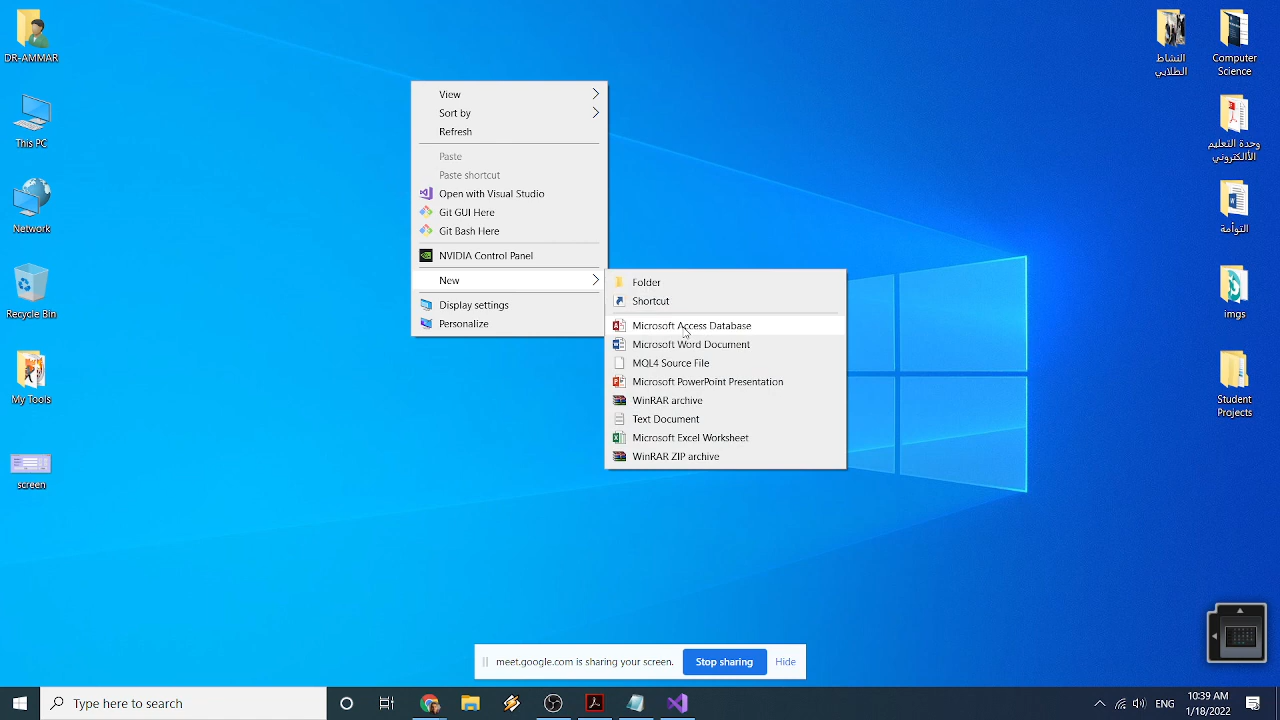 DR-AMMAR
This PC
Network
Recycle Bin
My Tools
screen
View
Sort by
Refresh
Paste
Paste shortcut
Open with Visual Studio
Git GUI Here
Git Bash Here
NVIDIA Control Panel
New
Display settings
Personalize
Folder
Shortcut
Microsoft Access Database
Microsoft Word Document
MQL4 Source File
Microsoft PowerPoint Presentation
WinRAR archive
Text Document
Microsoft Excel Worksheet
WinRAR ZIP archive
النشاط
الطلابي
Computer
Science
وحدة التعليم
الألكتروني
التوأمة
imgs
Student
Projects
meet.google.com is sharing your screen.
Stop sharing
Hide
Type here to search
ENG
10:39 AM
1/18/2022